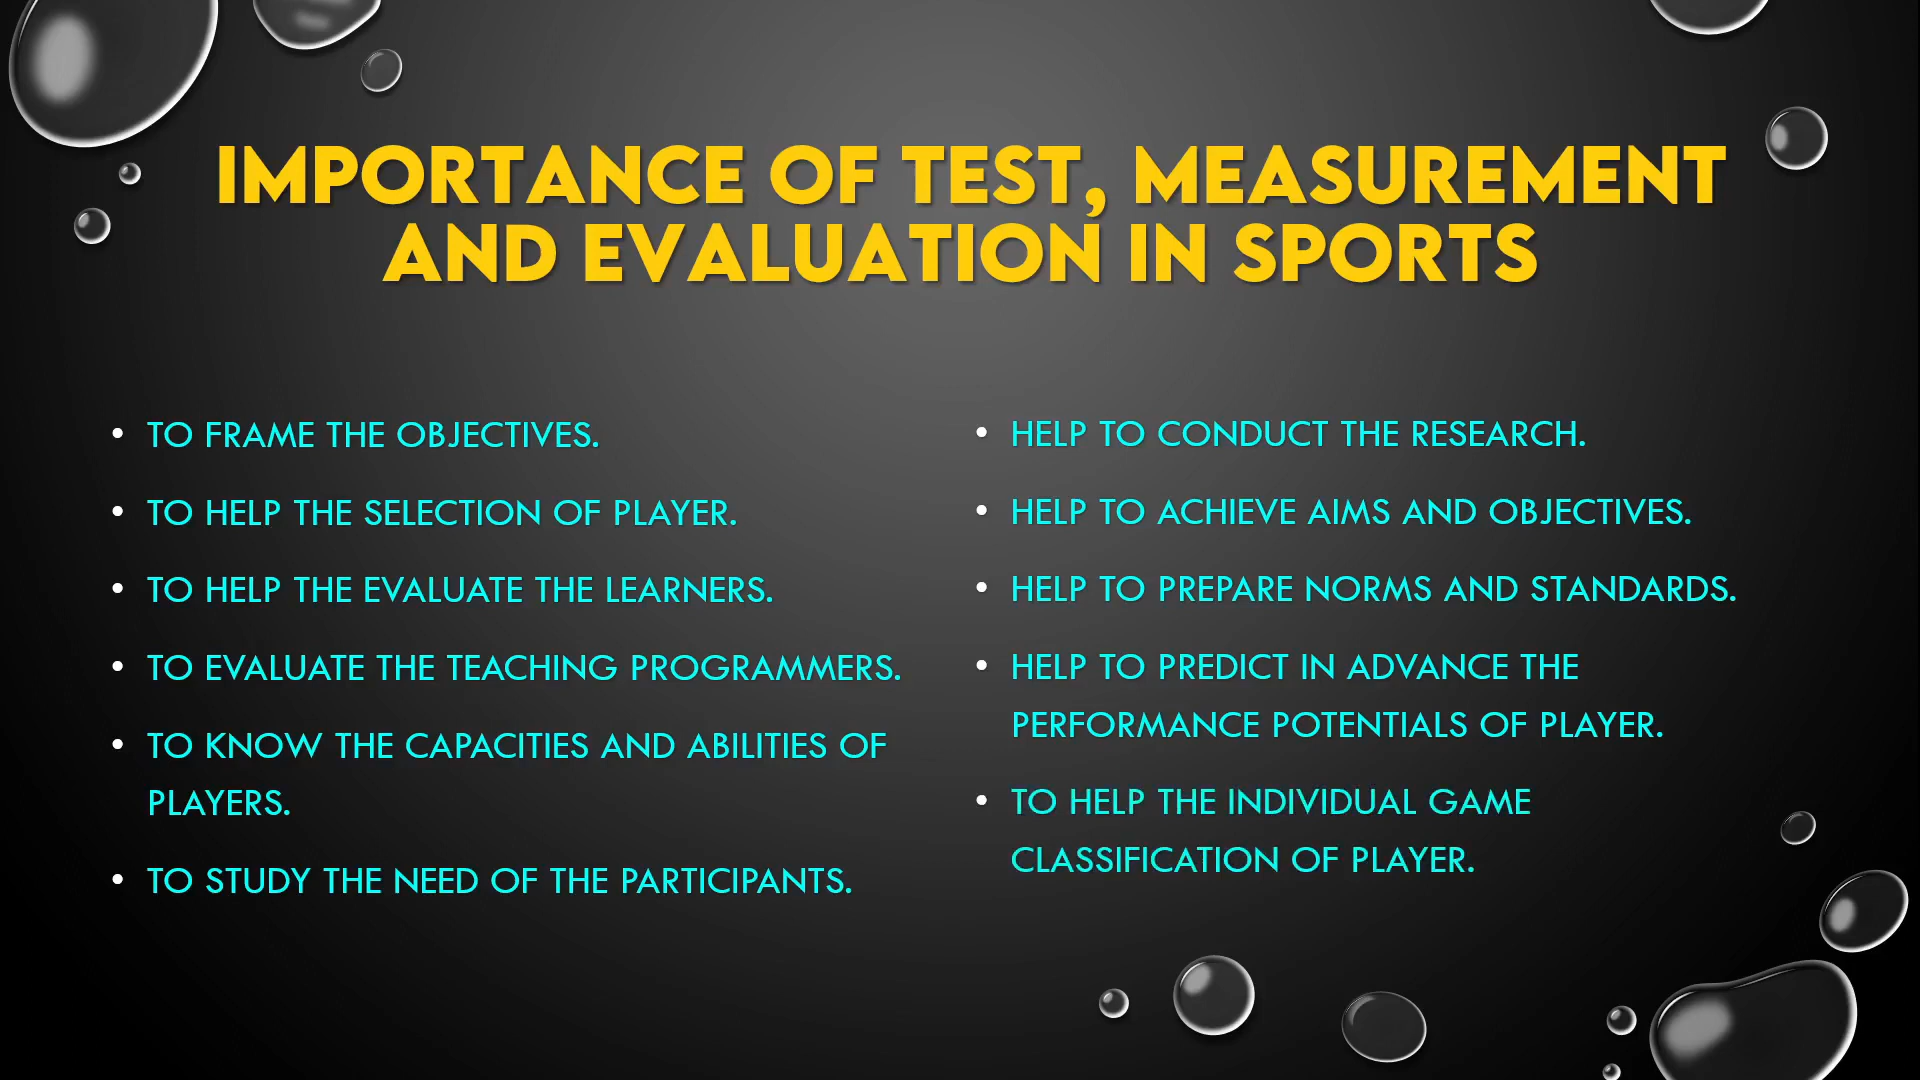 IMPORTANCE OF TEST, MEASUREMENT
AND EVALUATION IN SPORTS
• TO FRAME THE OBJECTIVES.
• TO HELP THE SELECTION OF PLAYER.
• TO HELP THE EVALUATE THE LEARNERS.
• TO EVALUATE THE TEACHING PROGRAMMERS.
• TO KNOW THE CAPACITIES AND ABILITIES OF
PLAYERS.
• TO STUDY THE NEED OF THE PARTICIPANTS.
• HELP TO CONDUCT THE RESEARCH.
• HELP TO ACHIEVE AIMS AND OBJECTIVES.
• HELP TO PREPARE NORMS AND STANDARDS.
• HELP TO PREDICT IN ADVANCE THE
PERFORMANCE POTENTIALS OF PLAYER.
• TO HELP THE INDIVIDUAL GAME
CLASSIFICATION OF PLAYER.